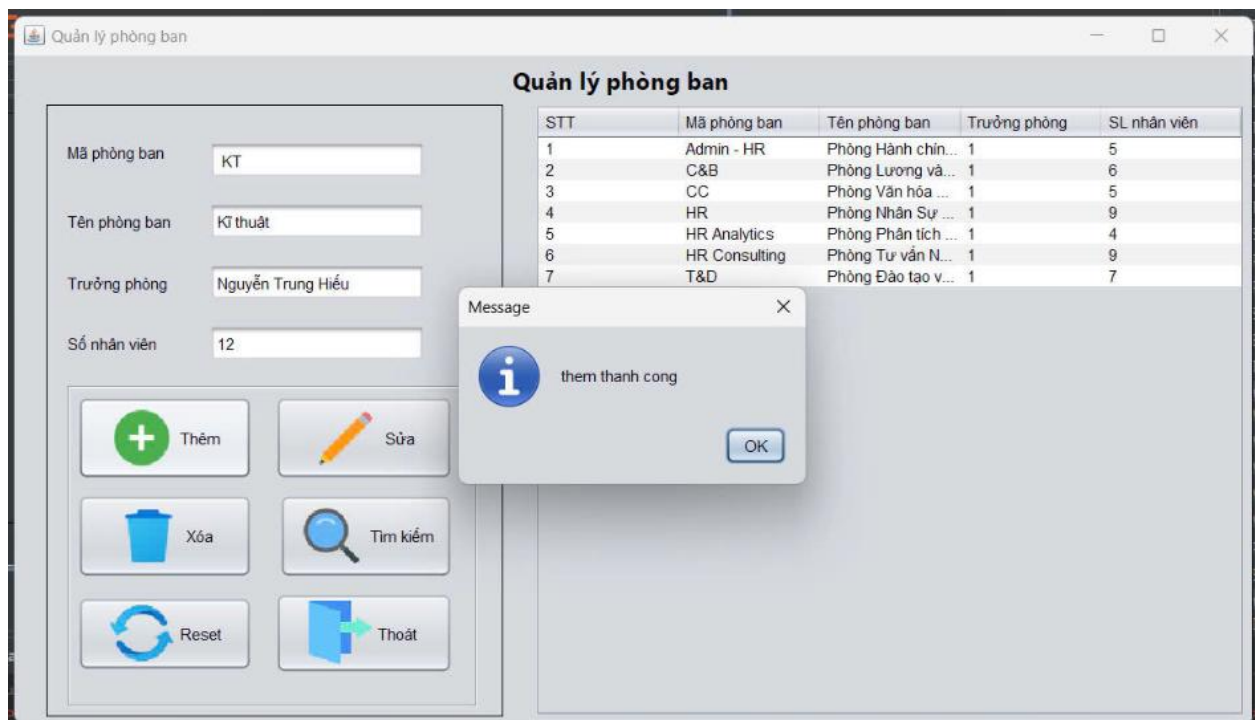 Quản lý phòng ban
Quản lý phòng ban
Mã phòng ban
KT
Tên phòng ban
Kĩ thuật
Trưởng phòng
Nguyễn Trung Hiếu
Số nhân viên
12
Thêm
Sửa
Xóa
Tìm kiếm
Reset
Thoát
STT Mã phòng ban Tên phòng ban Trưởng phòng SL nhân viên
1 Admin - HR Phòng Hành chín... 1 5
2 C&B Phòng Lương và... 1 6
3 CC Phòng Văn hóa ... 1 5
4 HR Phòng Nhân Sự ... 1 9
5 HR Analytics Phòng Phân tích ... 1 4
6 HR Consulting Phòng Tư vấn N... 1 9
7 T&D Phòng Đào tạo v... 1 7
Message
them thanh cong
OK